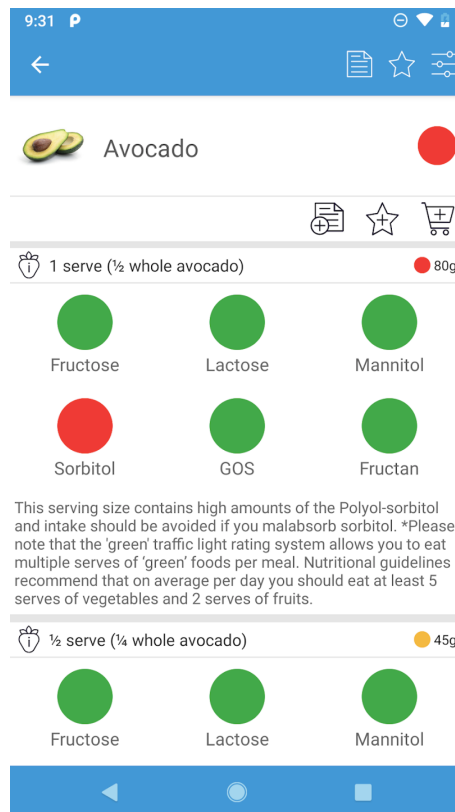 9:31
Avocado
1 serve (½ whole avocado)
80g
Fructose
Lactose
Mannitol
Sorbitol
GOS
Fructan
This serving size contains high amounts of the Polyol-sorbitol
and intake should be avoided if you malabsorb sorbitol. *Please
note that the 'green' traffic light rating system allows you to eat
multiple serves of ‘green’ foods per meal. Nutritional guidelines
recommend that on average per day you should eat at least 5
serves of vegetables and 2 serves of fruits.
½ serve (¼ whole avocado)
45g
Fructose
Lactose
Mannitol